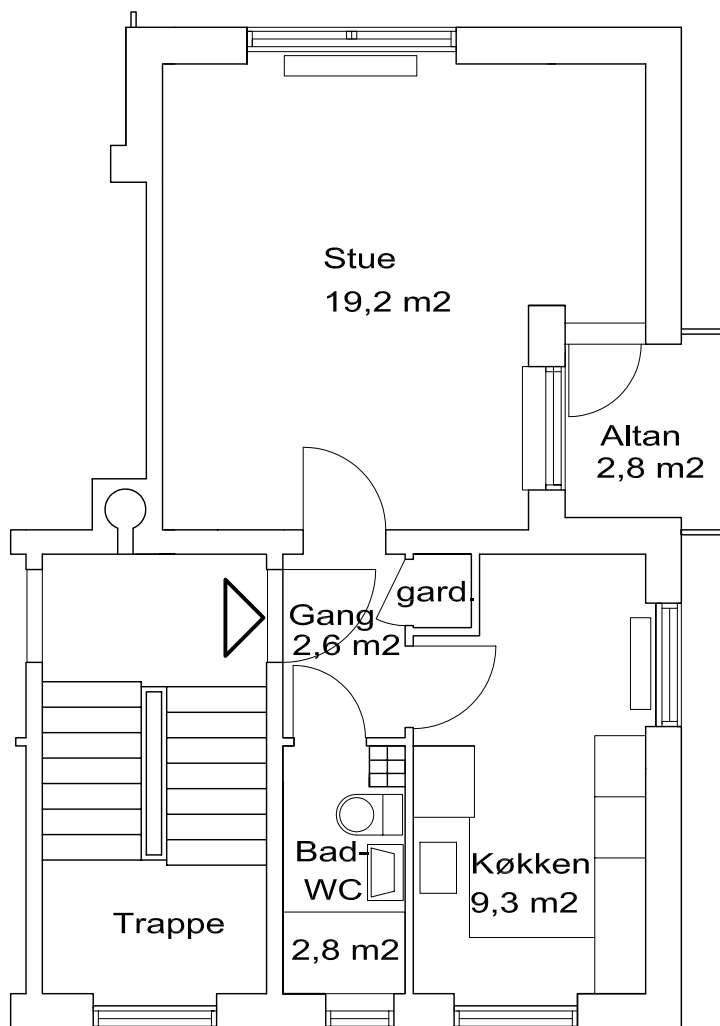 Stue
19,2 m2
Altan
2,8 m2
gard.
Gang
2,6 m2
Bad-
WC
2,8 m2
Køkken
9,3 m2
Trappe